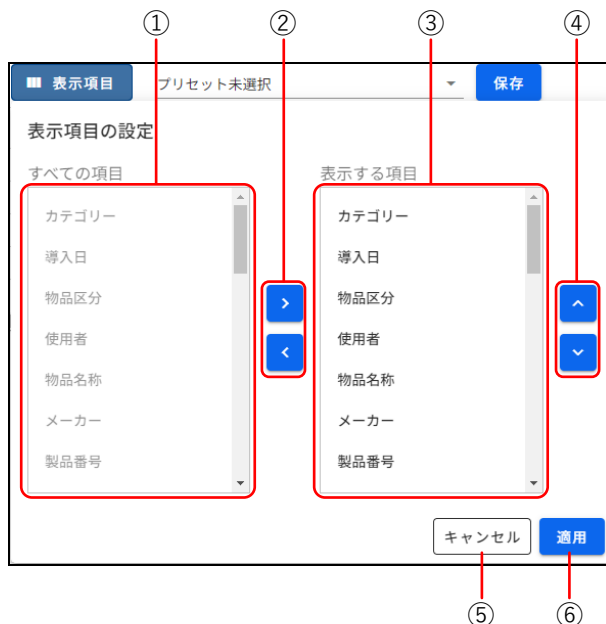 ① ② ③ ④
表示項目 プリセット未選択 保存
表示項目の設定
すべての項目 表示する項目
カテゴリー カテゴリー
導入日 導入日
物品区分 物品区分
使用者 使用者
物品名称 物品名称
メーカー メーカー
製品番号 製品番号
キャンセル 適用
⑤ ⑥